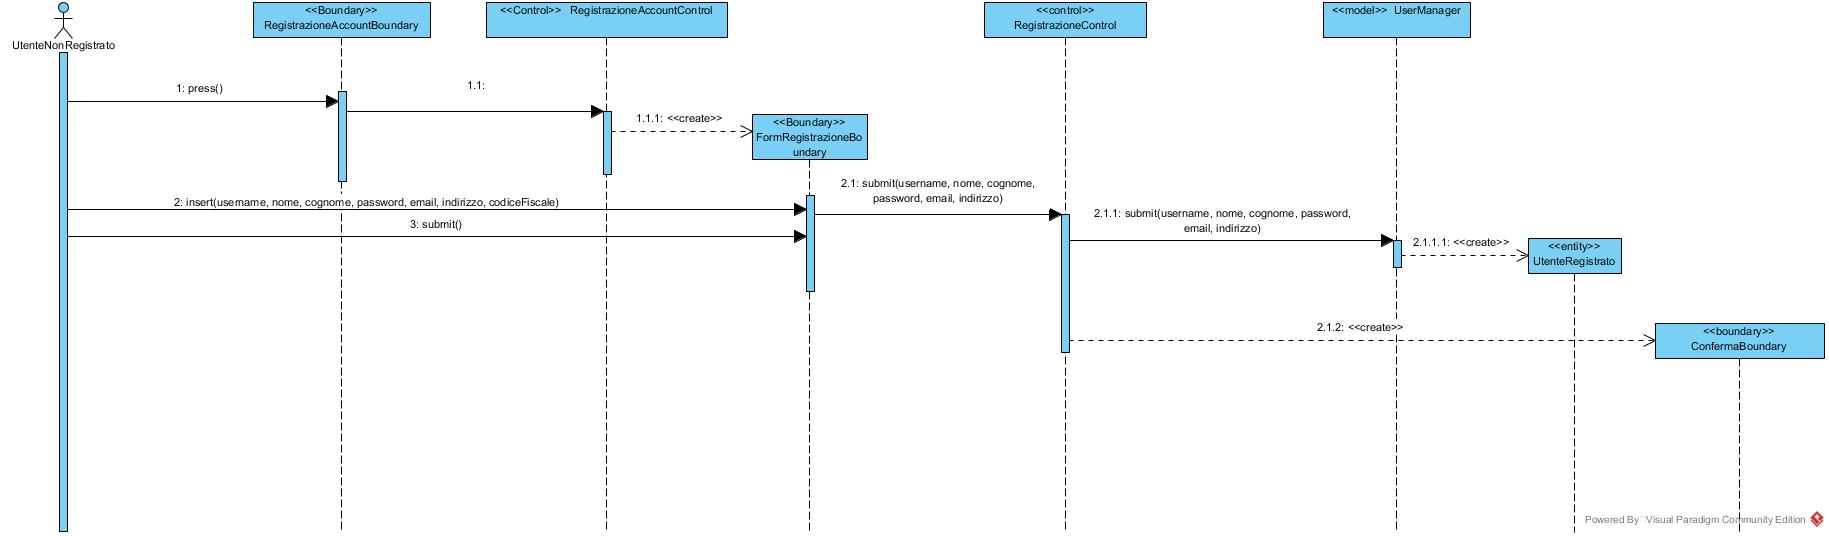 <<Boundary>>
RegistrazioneAccountBoundary
<<Control>> RegistrazioneAccountControl
<<control>>
RegistrazioneControl
<<model>> UserManager
UtenteNonRegistrato
1: press()
1.1:
1.1.1: <<create>>
<<Boundary>>
FormRegistrazioneBo
undary
2.1: submit(username, nome, cognome,
password, email, indirizzo)
2: insert(username, nome, cognome, password, email, indirizzo, codiceFiscale)
3: submit()
2.1.1: submit(username, nome, cognome, password,
email, indirizzo)
2.1.1.1: <<create>>
<<entity>>
UtenteRegistrato
2.1.2: <<create>>
<<boundary>>
ConfermaBoundary
Powered By Visual Paradigm Community Edition